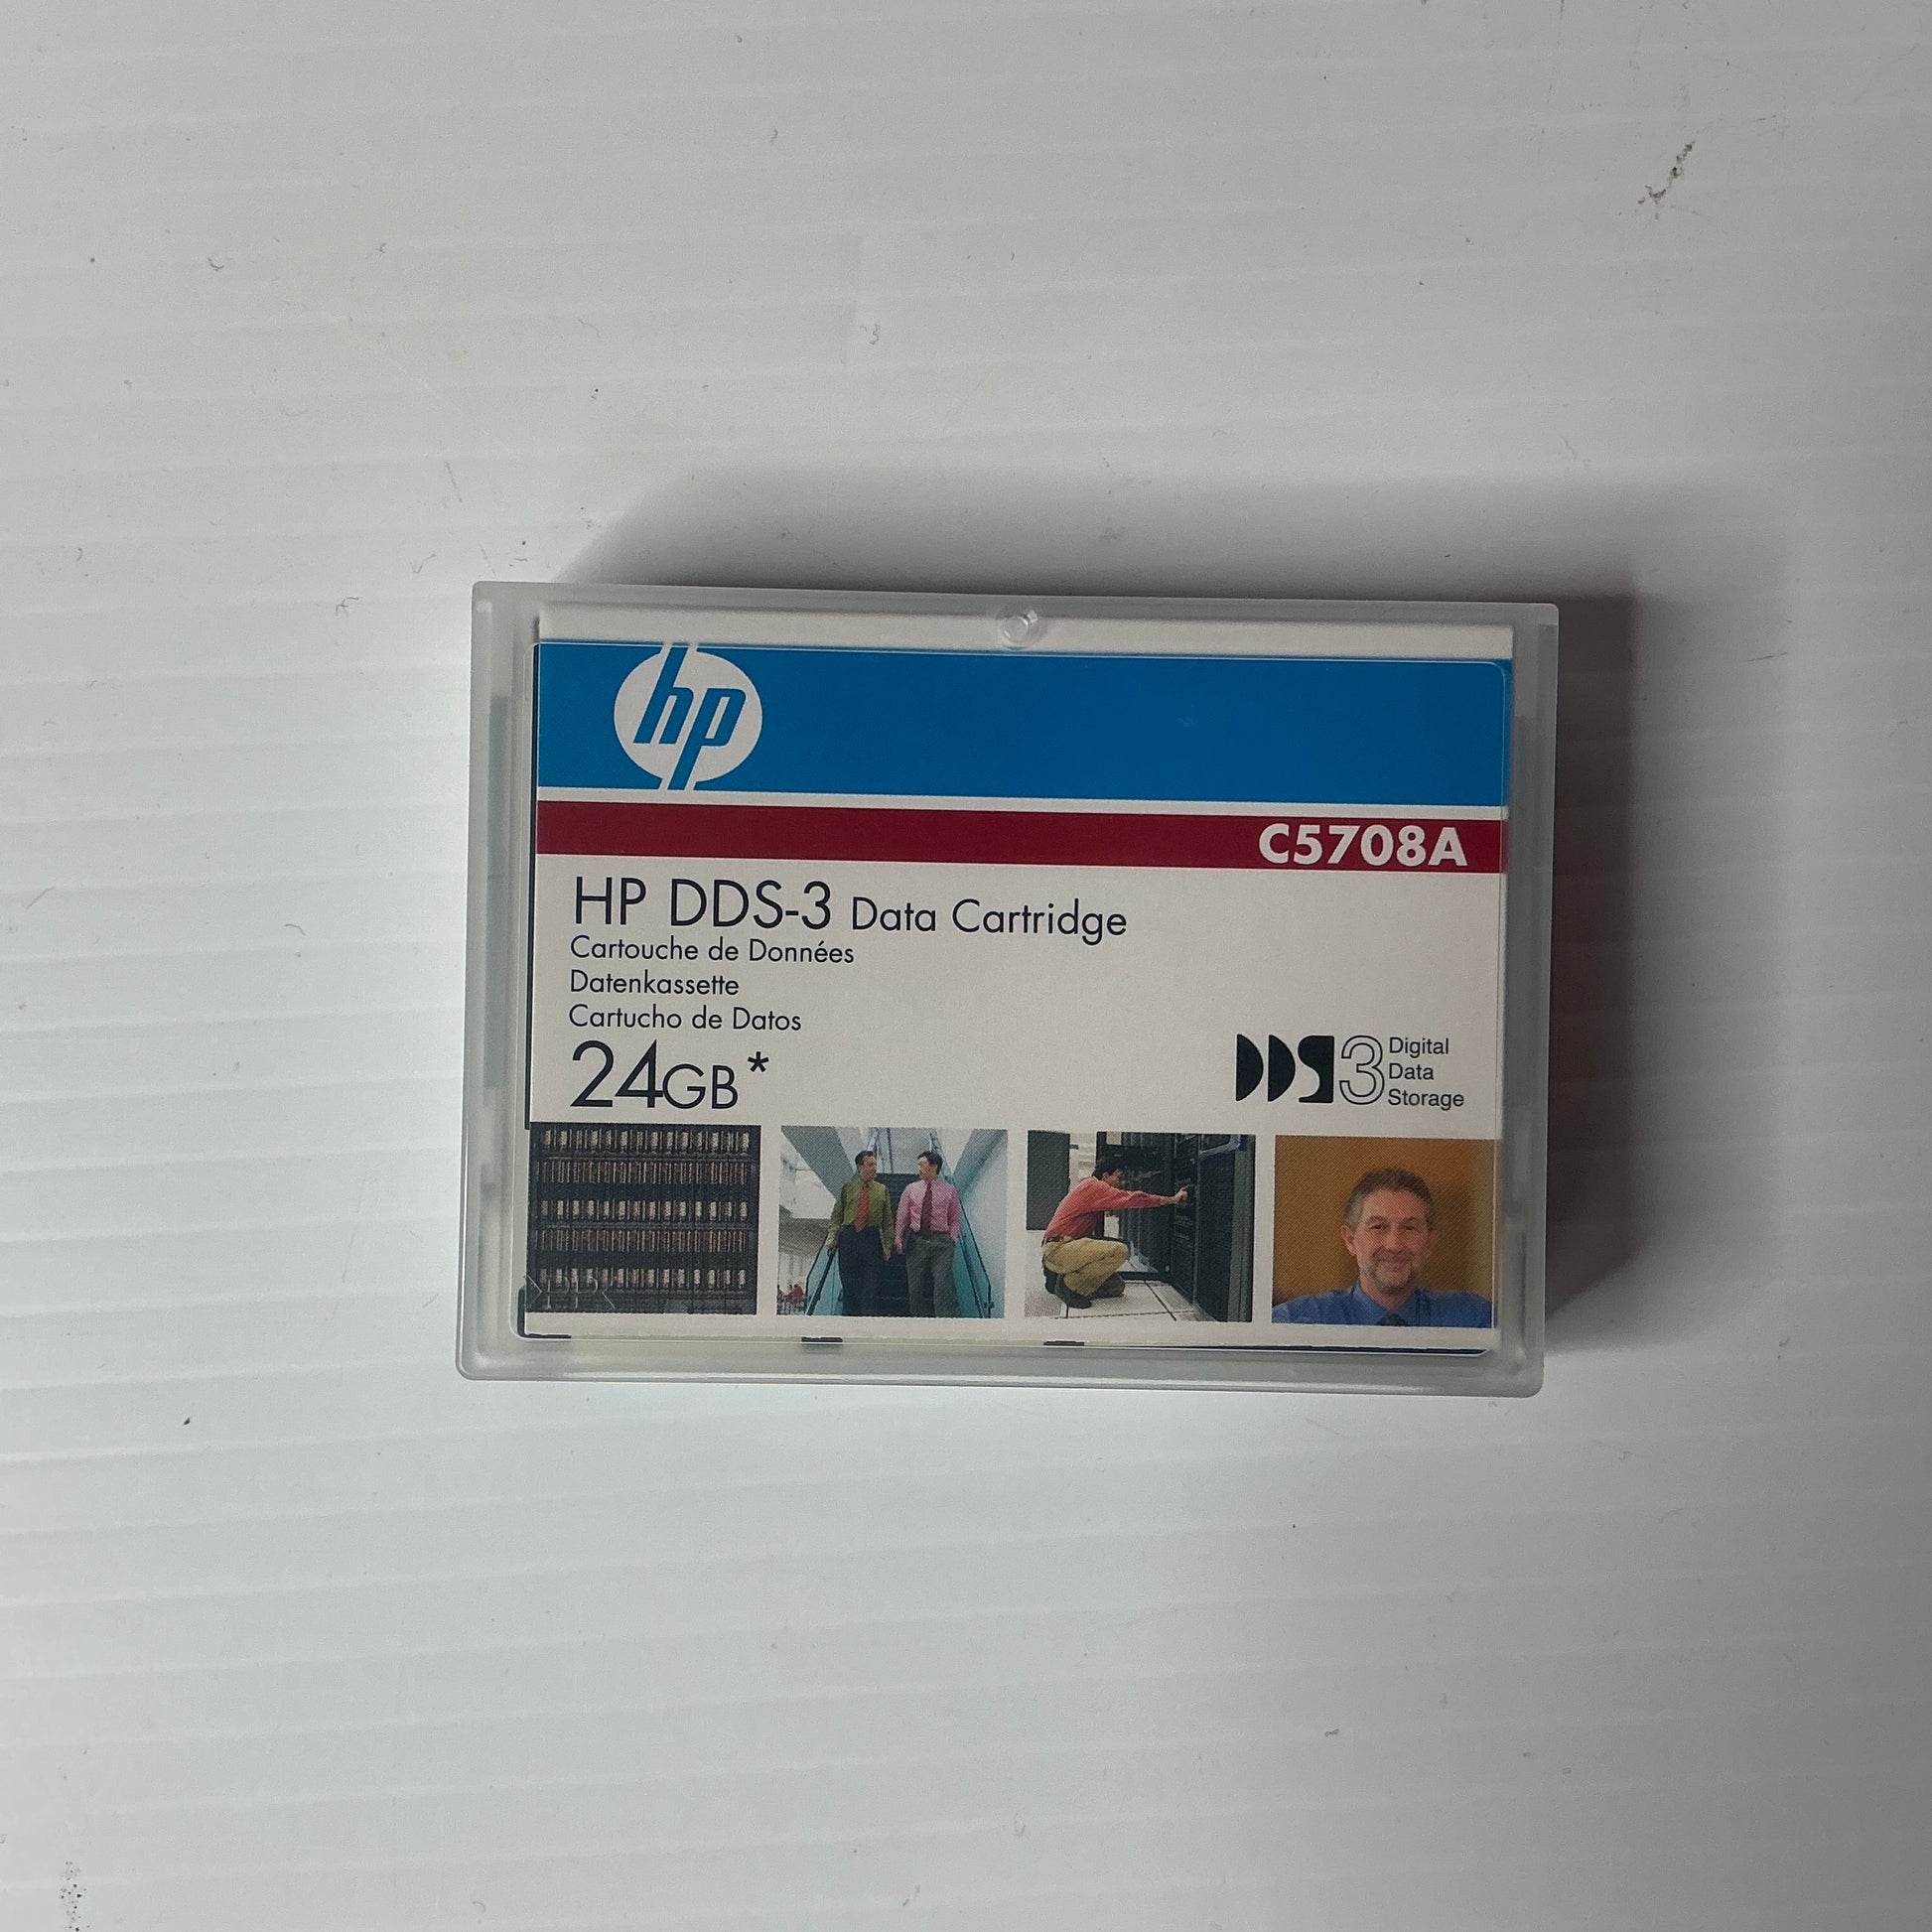 hp
C5708A
HP DDS-3 Data Cartridge
Cartouche de Données
Datenkassette
Cartucho de Datos
24GB*
DDS3 Digital
Data
Storage